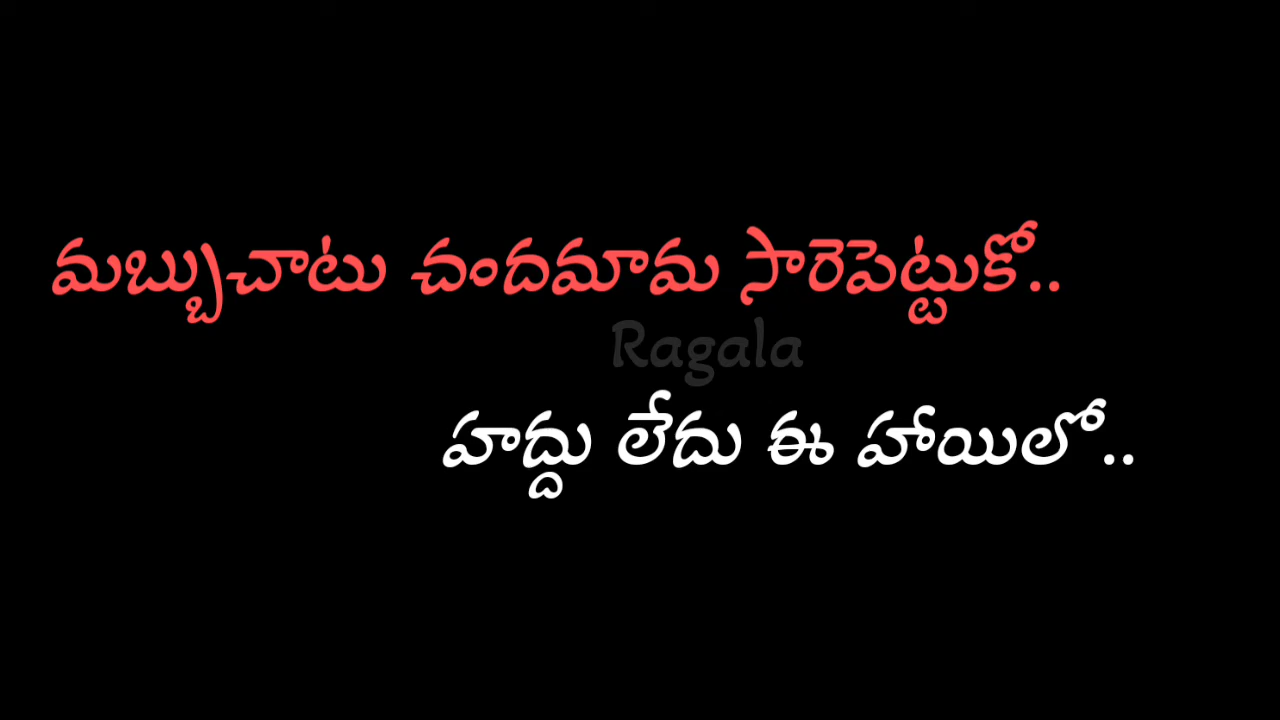 మబ్బుచాటు చందమామ సారెపెట్టుకో..
Ragala
హద్దు లేదు ఈ హాయిలో..